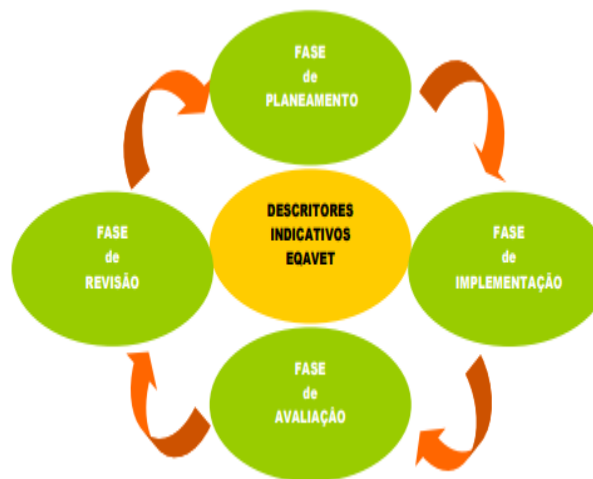 FASE
de
PLANEAMENTO
DESCRITORES
INDICATIVOS
EQAVET
FASE
de
REVISÃO
FASE
de
IMPLEMENTAÇÃO
FASE
de
AVALIAÇÃO